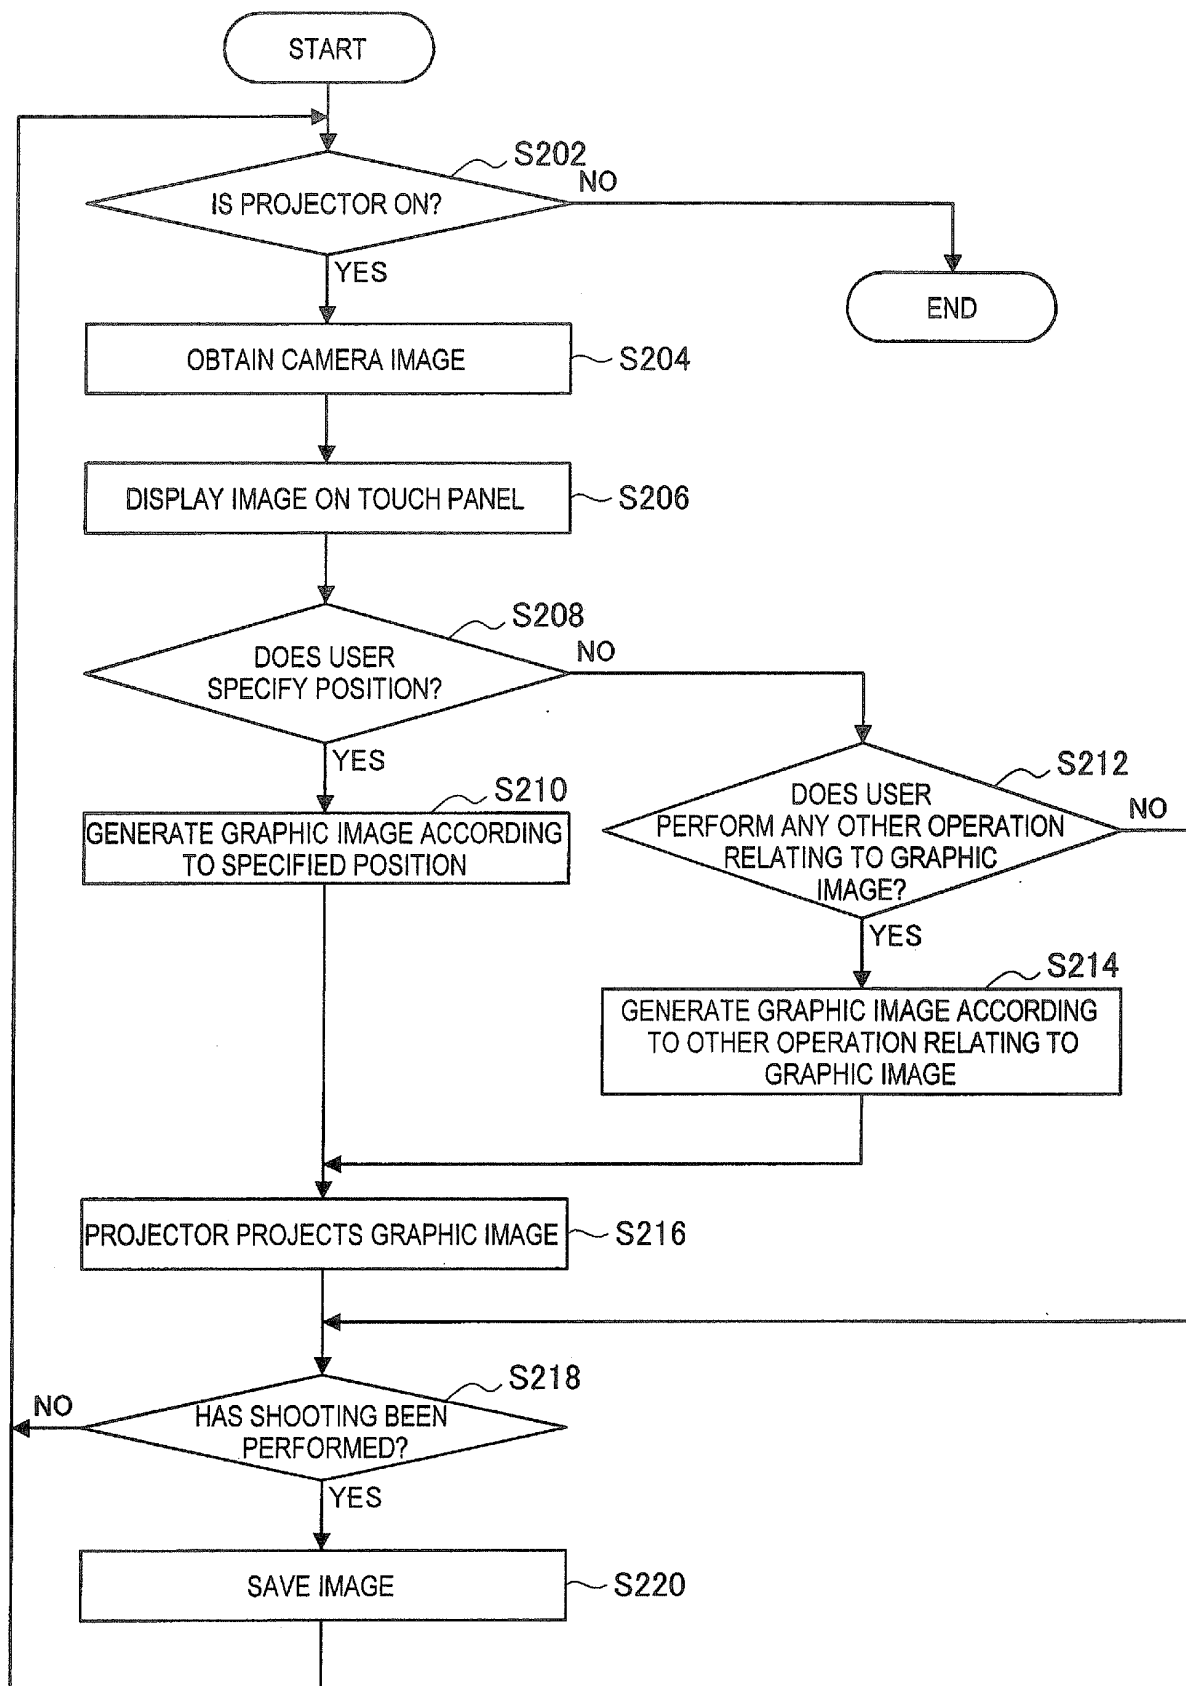 START
S202
IS PROJECTOR ON?
NO
YES
END
OBTAIN CAMERA IMAGE
S204
DISPLAY IMAGE ON TOUCH PANEL
S206
S208
DOES USER
SPECIFY POSITION?
NO
YES
S210
GENERATE GRAPHIC IMAGE ACCORDING
TO SPECIFIED POSITION
S212
DOES USER
PERFORM ANY OTHER OPERATION
RELATING TO GRAPHIC
IMAGE?
NO
YES
S214
GENERATE GRAPHIC IMAGE ACCORDING
TO OTHER OPERATION RELATING TO
GRAPHIC IMAGE
PROJECTOR PROJECTS GRAPHIC IMAGE
S216
S218
HAS SHOOTING BEEN
PERFORMED?
NO
YES
SAVE IMAGE
S220